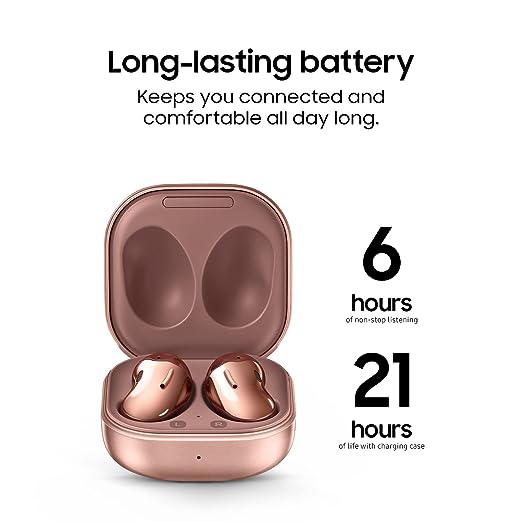 Long-lasting battery
Keeps you connected and
comfortable all day long.
6
hours
of non-stop listening
21
hours
of life with charging case
L R